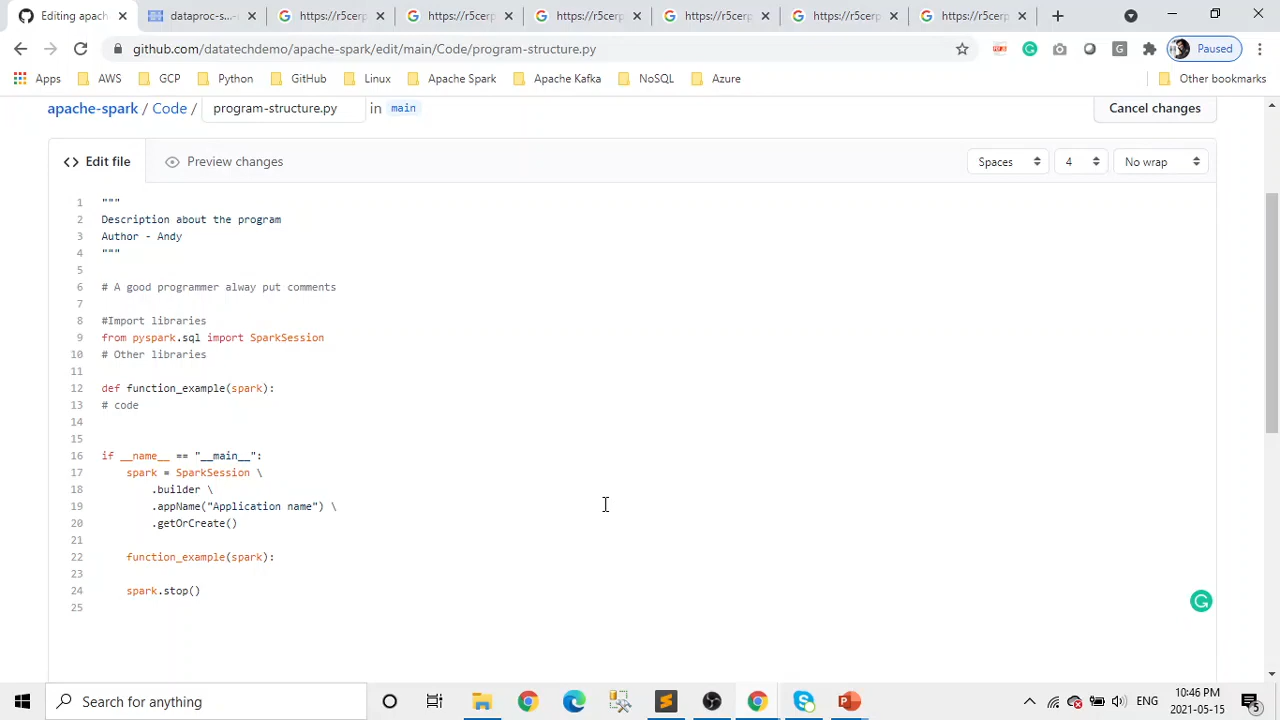 Editing apach
dataproc-s...
https://r5cerp
https://r5cerp
https://r5cerp
https://r5cerp
https://r5cerp
https://r5cerp
github.com/datatechdemo/apache-spark/edit/main/Code/program-structure.py
Paused
Apps
AWS
GCP
Python
GitHub
Linux
Apache Spark
Apache Kafka
NoSQL
Azure
Other bookmarks
apache-spark / Code / program-structure.py in main
Cancel changes
<> Edit file
Preview changes
Spaces
4
No wrap
1 """
2 Description about the program
3 Author - Andy
4 """
5
6 # A good programmer alway put comments
7
8 #Import libraries
9 from pyspark.sql import SparkSession
10 # Other libraries
11
12 def function_example(spark):
13 # code
14
15
16 if __name__ == "__main__":
17 spark = SparkSession \
18 .builder \
19 .appName("Application name") \
20 .getOrCreate()
21
22 function_example(spark):
23
24 spark.stop()
25
Search for anything
ENG
10:46 PM
2021-05-15
5